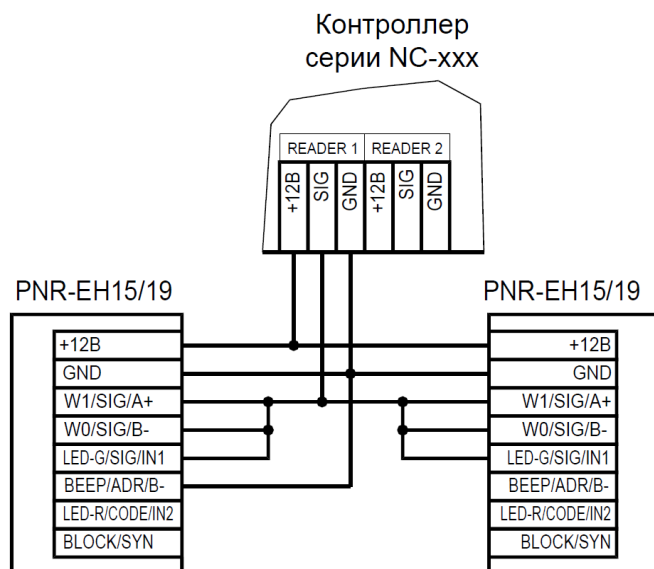 Контроллер
серии NC-xxx
READER 1 READER 2
+12В SIG GND +12В SIG GND
PNR-EH15/19
+12В
GND
W1/SIG/A+
W0/SIG/B-
LED-G/SIG/IN1
BEEP/ADR/B-
LED-R/CODE/IN2
BLOCK/SYN
PNR-EH15/19
+12В
GND
W1/SIG/A+
W0/SIG/B-
LED-G/SIG/IN1
BEEP/ADR/B-
LED-R/CODE/IN2
BLOCK/SYN